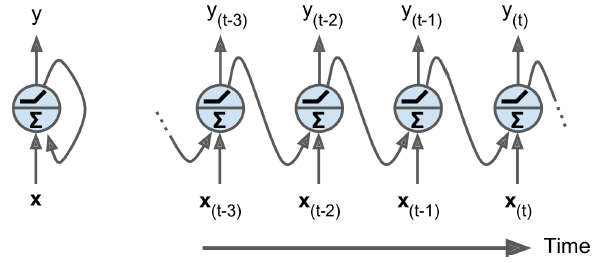 y y(t-3) y(t-2) y(t-1) y(t)
Σ Σ Σ Σ Σ
x x(t-3) x(t-2) x(t-1) x(t)
Time